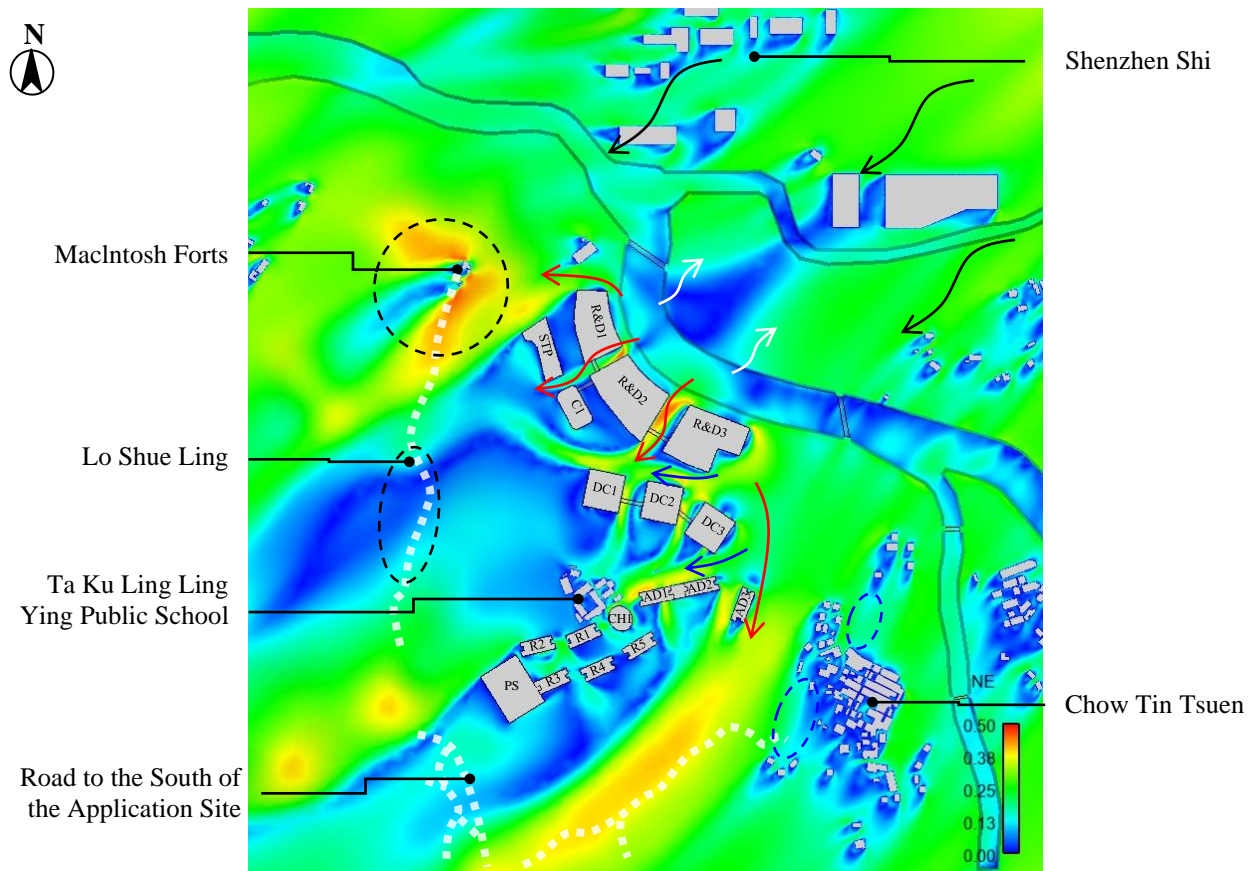 N
Shenzhen Shi
MacIntosh Forts
R&D1
STP
R&D2
C1
R&D3
Lo Shue Ling
DC1
DC2
DC3
Ta Ku Ling Ling
Ying Public School
AD1
AD2
AD3
CH1
R1
R2
R5
R4
R3
PS
NE
Chow Tin Tsuen
0.50
0.38
0.25
0.13
0.00
Road to the South of
the Application Site